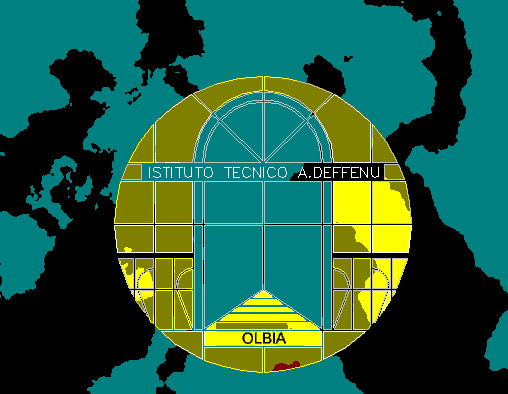 ISTITUTO TECNICO A.DEFFENU
OLBIA